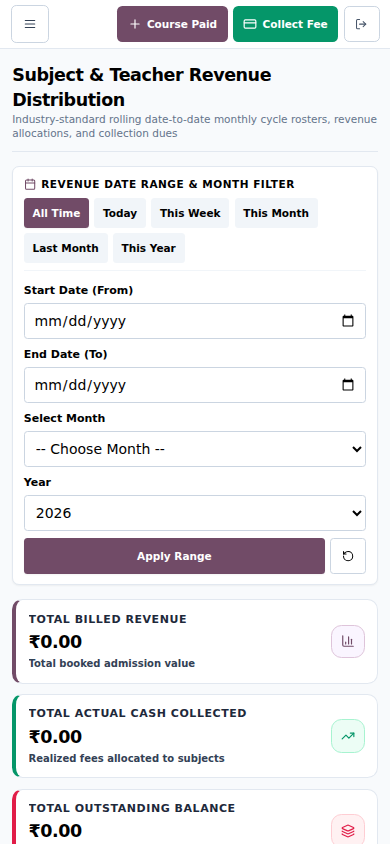 Course Paid
Collect Fee
Subject & Teacher Revenue
Distribution
Industry-standard rolling date-to-date monthly cycle rosters, revenue
allocations, and collection dues
REVENUE DATE RANGE & MONTH FILTER
All Time
Today
This Week
This Month
Last Month
This Year
Start Date (From)
mm/dd/yyyy
End Date (To)
mm/dd/yyyy
Select Month
-- Choose Month --
Year
2026
Apply Range
TOTAL BILLED REVENUE
₹0.00
Total booked admission value
TOTAL ACTUAL CASH COLLECTED
₹0.00
Realized fees allocated to subjects
TOTAL OUTSTANDING BALANCE
₹0.00